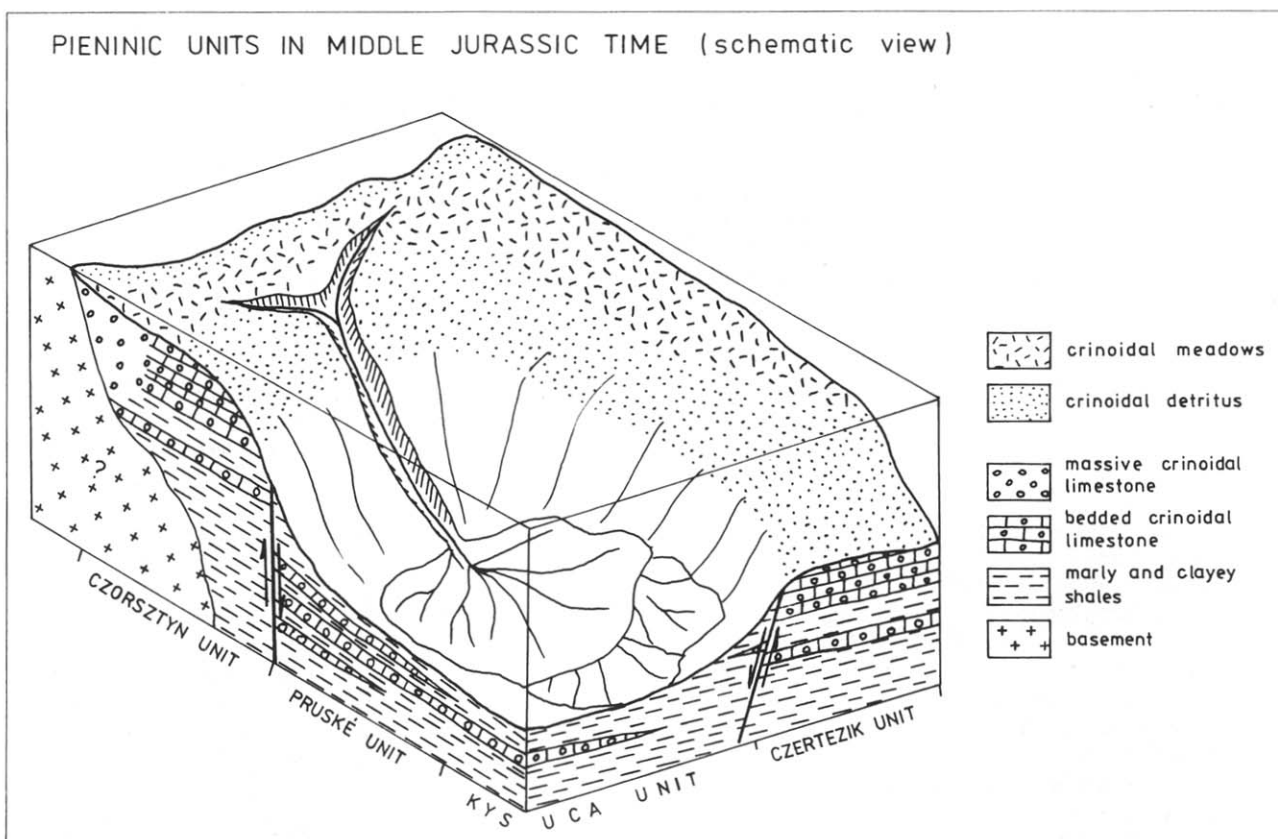 PIENINIC UNITS IN MIDDLE JURASSIC TIME (schematic view)
crinoidal meadows
crinoidal detritus
massive crinoidal
limestone
bedded crinoidal
limestone
marly and clayey
shales
basement
?
CZORSZTYN UNIT
PRUSKÉ UNIT
KYSUCA UNIT
CZERTEZIK UNIT